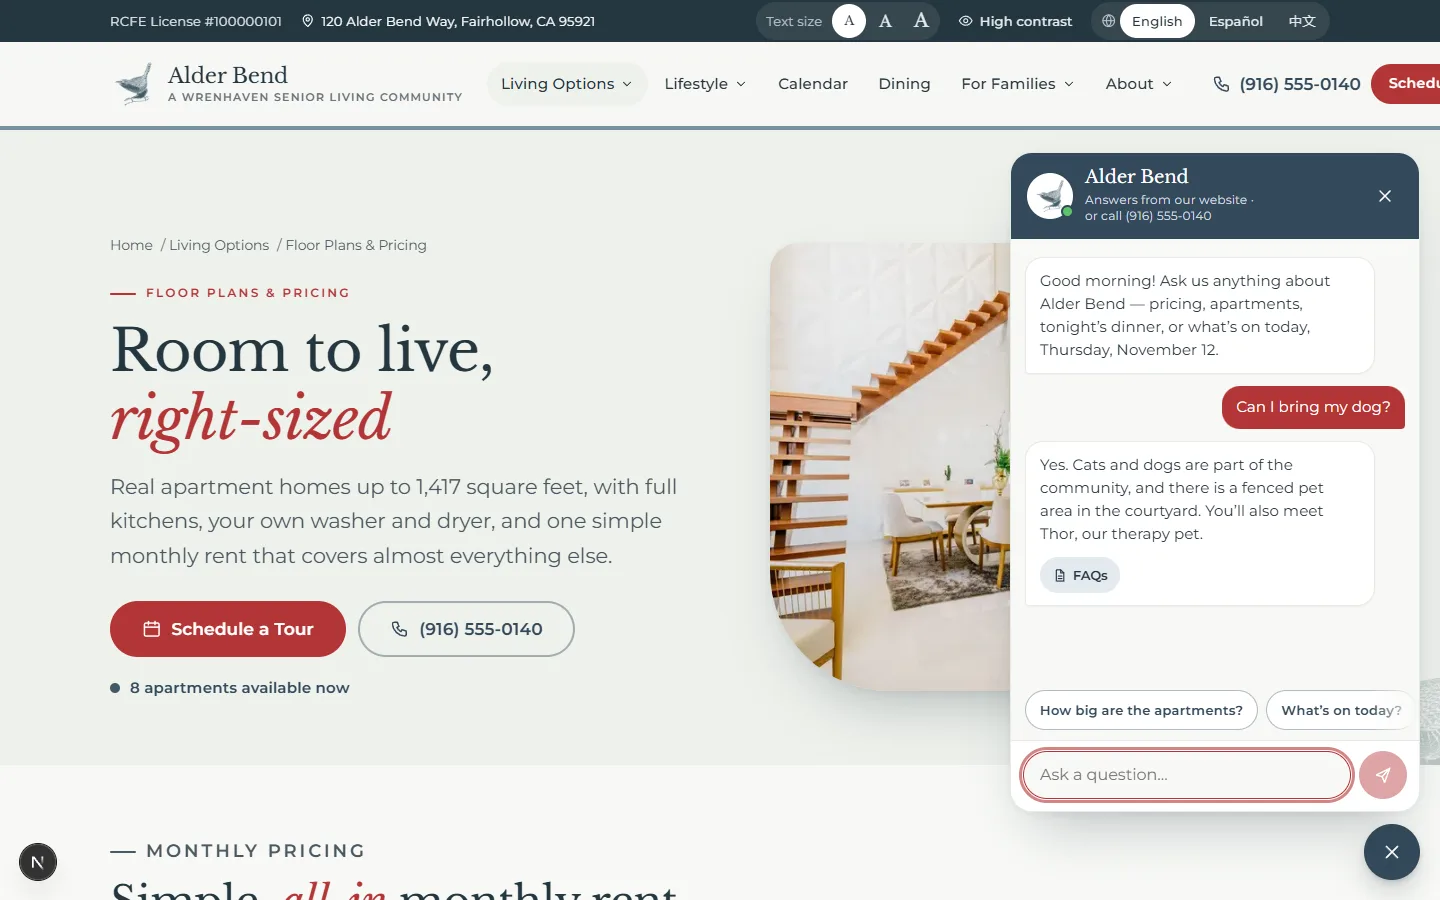 RCFE License #100000101
120 Alder Bend Way, Fairhollow, CA 95921
Text size A A A
High contrast
English Español 中文
Alder Bend
A WRENHAVEN SENIOR LIVING COMMUNITY
Living Options Lifestyle Calendar Dining For Families About
(916) 555-0140
Home / Living Options / Floor Plans & Pricing
FLOOR PLANS & PRICING
Room to live,
right-sized
Real apartment homes up to 1,417 square feet, with full
kitchens, your own washer and dryer, and one simple
monthly rent that covers almost everything else.
Schedule a Tour
(916) 555-0140
8 apartments available now
MONTHLY PRICING
Simple, all-in monthly rent
Alder Bend
Answers from our website ·
or call (916) 555-0140
Good morning! Ask us anything about
Alder Bend — pricing, apartments,
tonight's dinner, or what's on today,
Thursday, November 12.
Can I bring my dog?
Yes. Cats and dogs are part of the
community, and there is a fenced pet
area in the courtyard. You'll also meet
Thor, our therapy pet.
FAQs
How big are the apartments?
What's on today?
Ask a question...
N